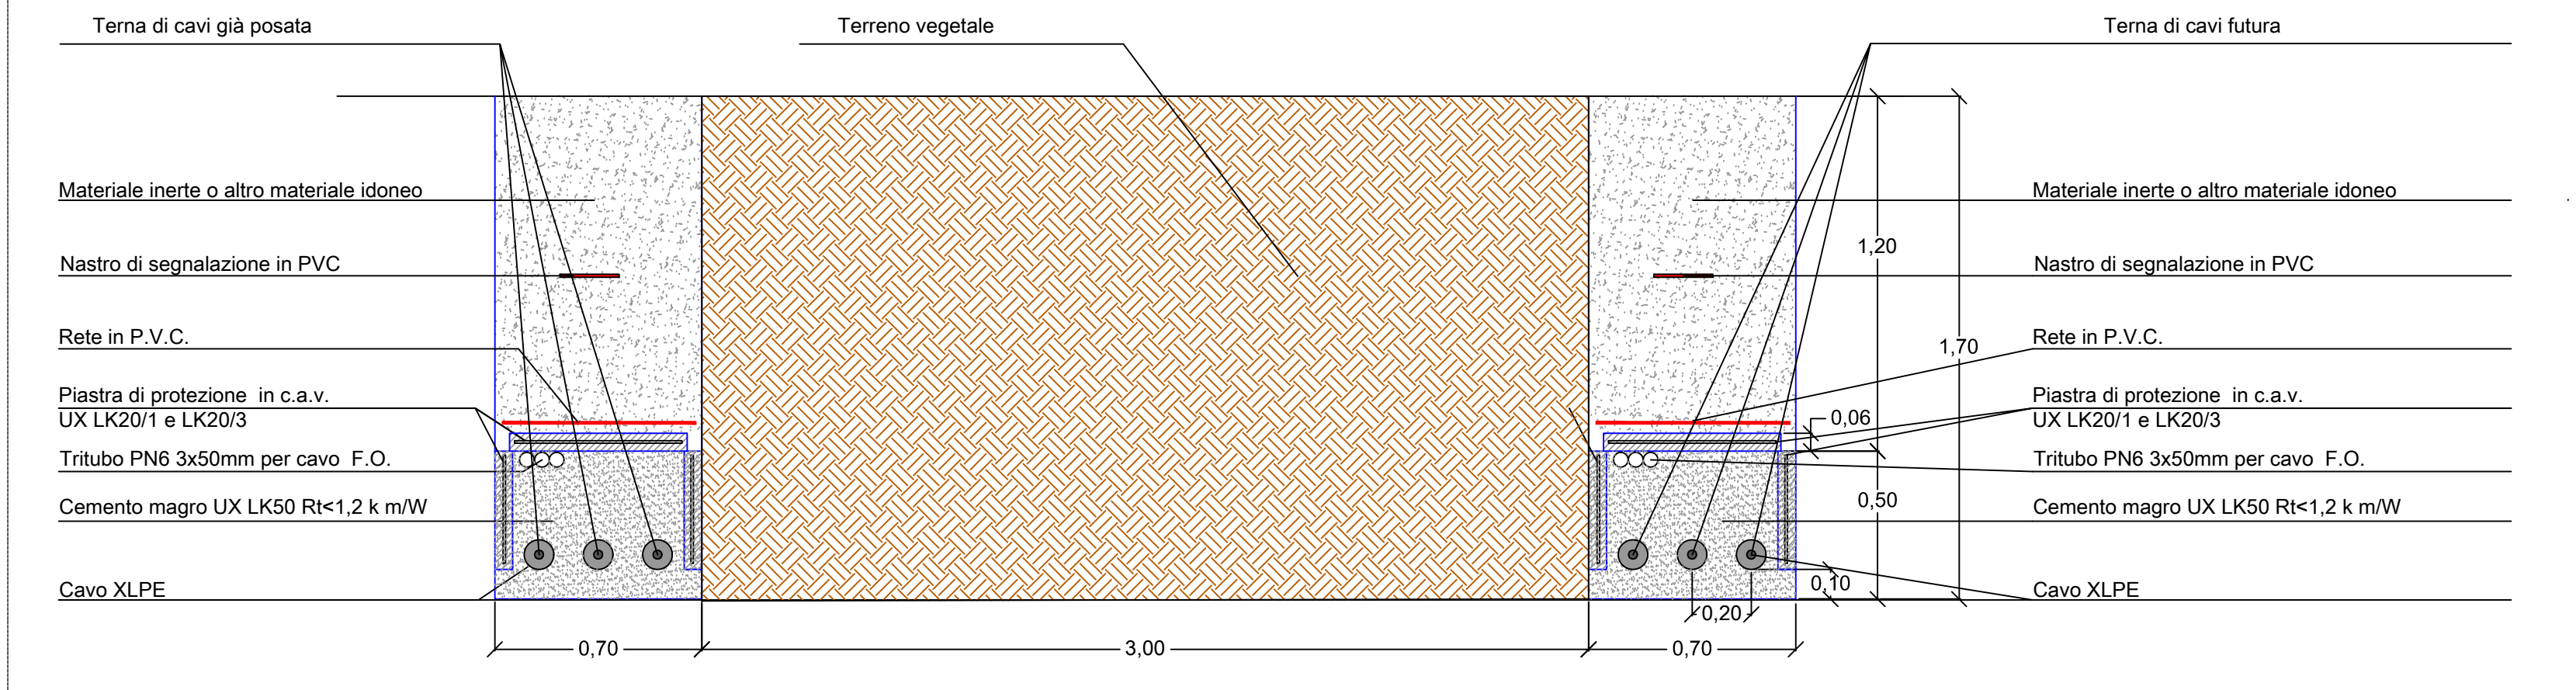 Terna di cavi già posata
Terreno vegetale
Terna di cavi futura
Materiale inerte o altro materiale idoneo
Nastro di segnalazione in PVC
Rete in P.V.C.
Piastra di protezione in c.a.v.
UX LK20/1 e LK20/3
Tritubo PN6 3x50mm per cavo F.O.
Cemento magro UX LK50 Rt<1,2 k m/W
Cavo XLPE
Materiale inerte o altro materiale idoneo
Nastro di segnalazione in PVC
Rete in P.V.C.
Piastra di protezione in c.a.v.
UX LK20/1 e LK20/3
Tritubo PN6 3x50mm per cavo F.O.
Cemento magro UX LK50 Rt<1,2 k m/W
Cavo XLPE
1,20
1,70
0,06
0,50
0,10
0,20
0,70
3,00
0,70